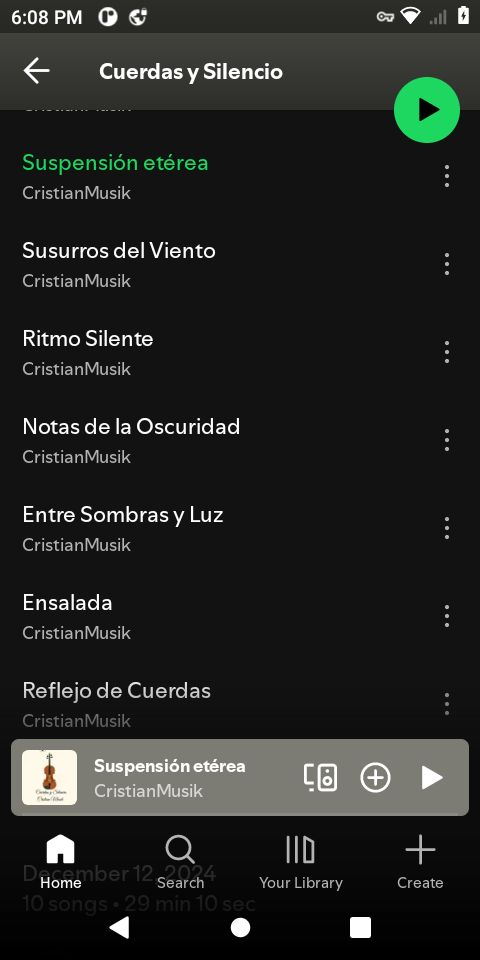 6:08 PM
Cuerdas y Silencio
CristianMusik
Suspensión etérea
CristianMusik
Susurros del Viento
CristianMusik
Ritmo Silente
CristianMusik
Notas de la Oscuridad
CristianMusik
Entre Sombras y Luz
CristianMusik
Ensalada
CristianMusik
Reflejo de Cuerdas
CristianMusik
Cuerdas y Silencio
Cristian Musik
Suspensión etérea
CristianMusik
December 12, 2024
Home
Search
Your Library
Create
10 songs • 29 min 10 sec